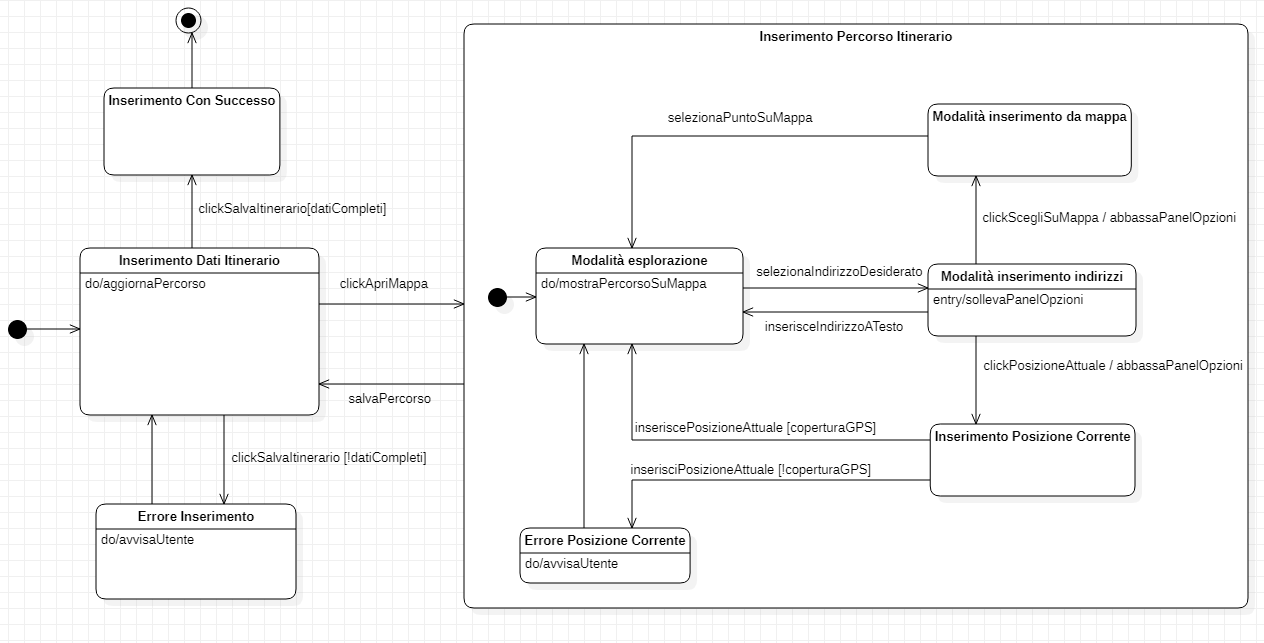 Inserimento Percorso Itinerario
Inserimento Con Successo
Modalità inserimento da mappa
selezionaPuntoSuMappa
clickSalvaItinerario[datiCompleti]
clickScegliSuMappa / abbassaPanelOpzioni
Inserimento Dati Itinerario
do/aggiornaPercorso
clickApriMappa
Modalità esplorazione
do/mostraPercorsoSuMappa
selezionaIndirizzoDesiderato
Modalità inserimento indirizzi
entry/sollevaPanelOpzioni
inserisceIndirizzoATesto
clickPosizioneAttuale / abbassaPanelOpzioni
salvaPercorso
inseriscePosizioneAttuale [coperturaGPS]
Inserimento Posizione Corrente
clickSalvaItinerario [!datiCompleti]
inserisciPosizioneAttuale [!coperturaGPS]
Errore Inserimento
do/avvisaUtente
Errore Posizione Corrente
do/avvisaUtente